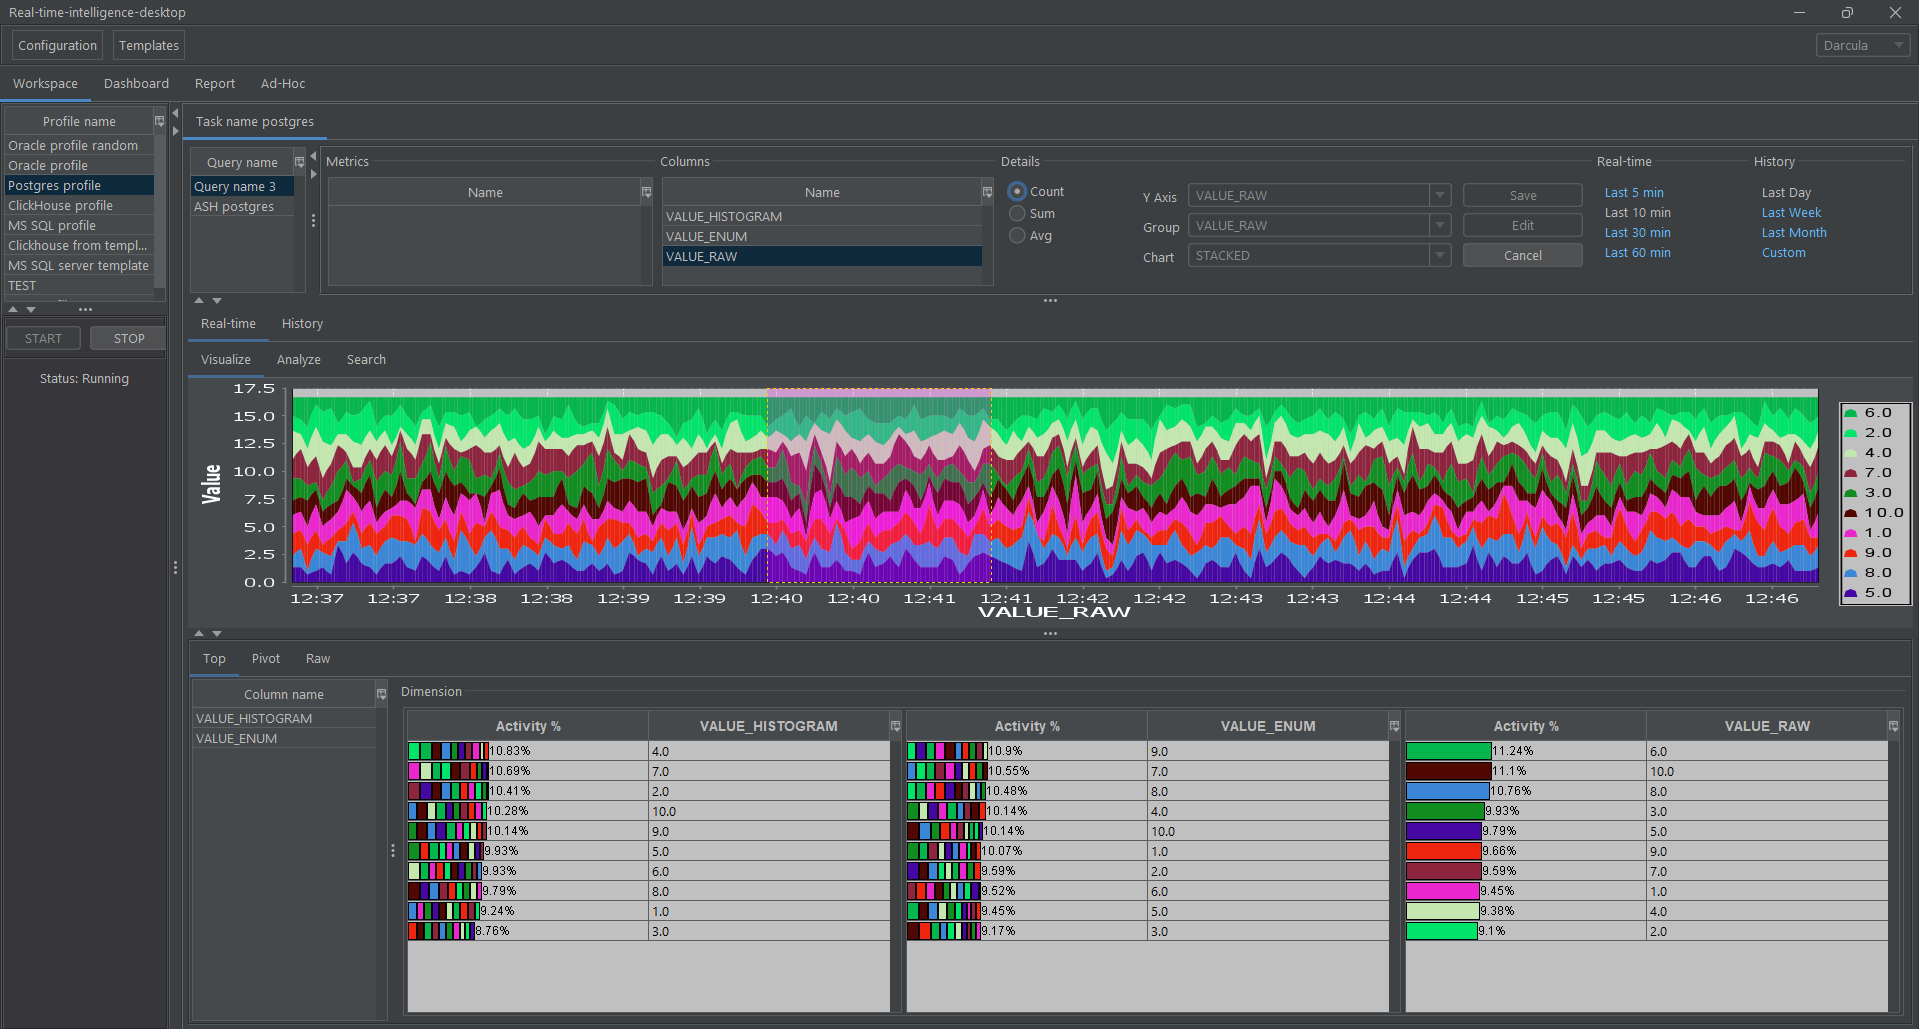 Real-time-intelligence-desktop
Configuration Templates Darcula
Workspace Dashboard Report Ad-Hoc
Profile name
Oracle profile random
Oracle profile
Postgres profile
ClickHouse profile
MS SQL profile
Clickhouse from templ...
MS SQL server template
TEST
START STOP
Status: Running
Task name postgres
Query name
Query name 3
ASH postgres
Metrics
Name
Columns
Name
VALUE_HISTOGRAM
VALUE_ENUM
VALUE_RAW
Details
Count
Sum
Avg
Y Axis VALUE_RAW Save
Group VALUE_RAW Edit
Chart STACKED Cancel
Real-time
Last 5 min
Last 10 min
Last 30 min
Last 60 min
History
Last Day
Last Week
Last Month
Custom
Real-time History
Visualize Analyze Search
Value
17.5
15.0
12.5
10.0
7.5
5.0
2.5
0.0
12:37 12:37 12:38 12:38 12:39 12:39 12:40 12:40 12:41 12:41 12:42 12:42 12:43 12:43 12:44 12:44 12:45 12:45 12:46 12:46
VALUE_RAW
6.0
2.0
4.0
7.0
3.0
10.0
1.0
9.0
8.0
5.0
Top Pivot Raw
Column name
VALUE_HISTOGRAM
VALUE_ENUM
Dimension
Activity % VALUE_HISTOGRAM
10.83% 4.0
10.69% 7.0
10.41% 2.0
10.28% 10.0
10.14% 9.0
9.93% 5.0
9.93% 6.0
9.79% 8.0
9.24% 1.0
8.76% 3.0
Activity % VALUE_ENUM
10.9% 9.0
10.55% 7.0
10.48% 8.0
10.14% 4.0
10.14% 10.0
10.07% 1.0
9.59% 2.0
9.52% 6.0
9.45% 5.0
9.17% 3.0
Activity % VALUE_RAW
11.24% 6.0
11.1% 10.0
10.76% 8.0
9.93% 3.0
9.79% 5.0
9.66% 9.0
9.59% 7.0
9.45% 1.0
9.38% 4.0
9.1% 2.0